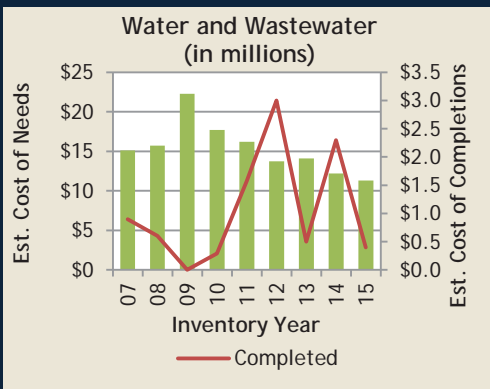 Water and Wastewater
(in millions)
Est. Cost of Needs
$25
$20
$15
$10
$5
$0
$3.5
$3.0
$2.5
$2.0
$1.5
$1.0
$0.5
$0.0
Est. Cost of Completions
07 08 09 10 11 12 13 14 15
Inventory Year
Completed